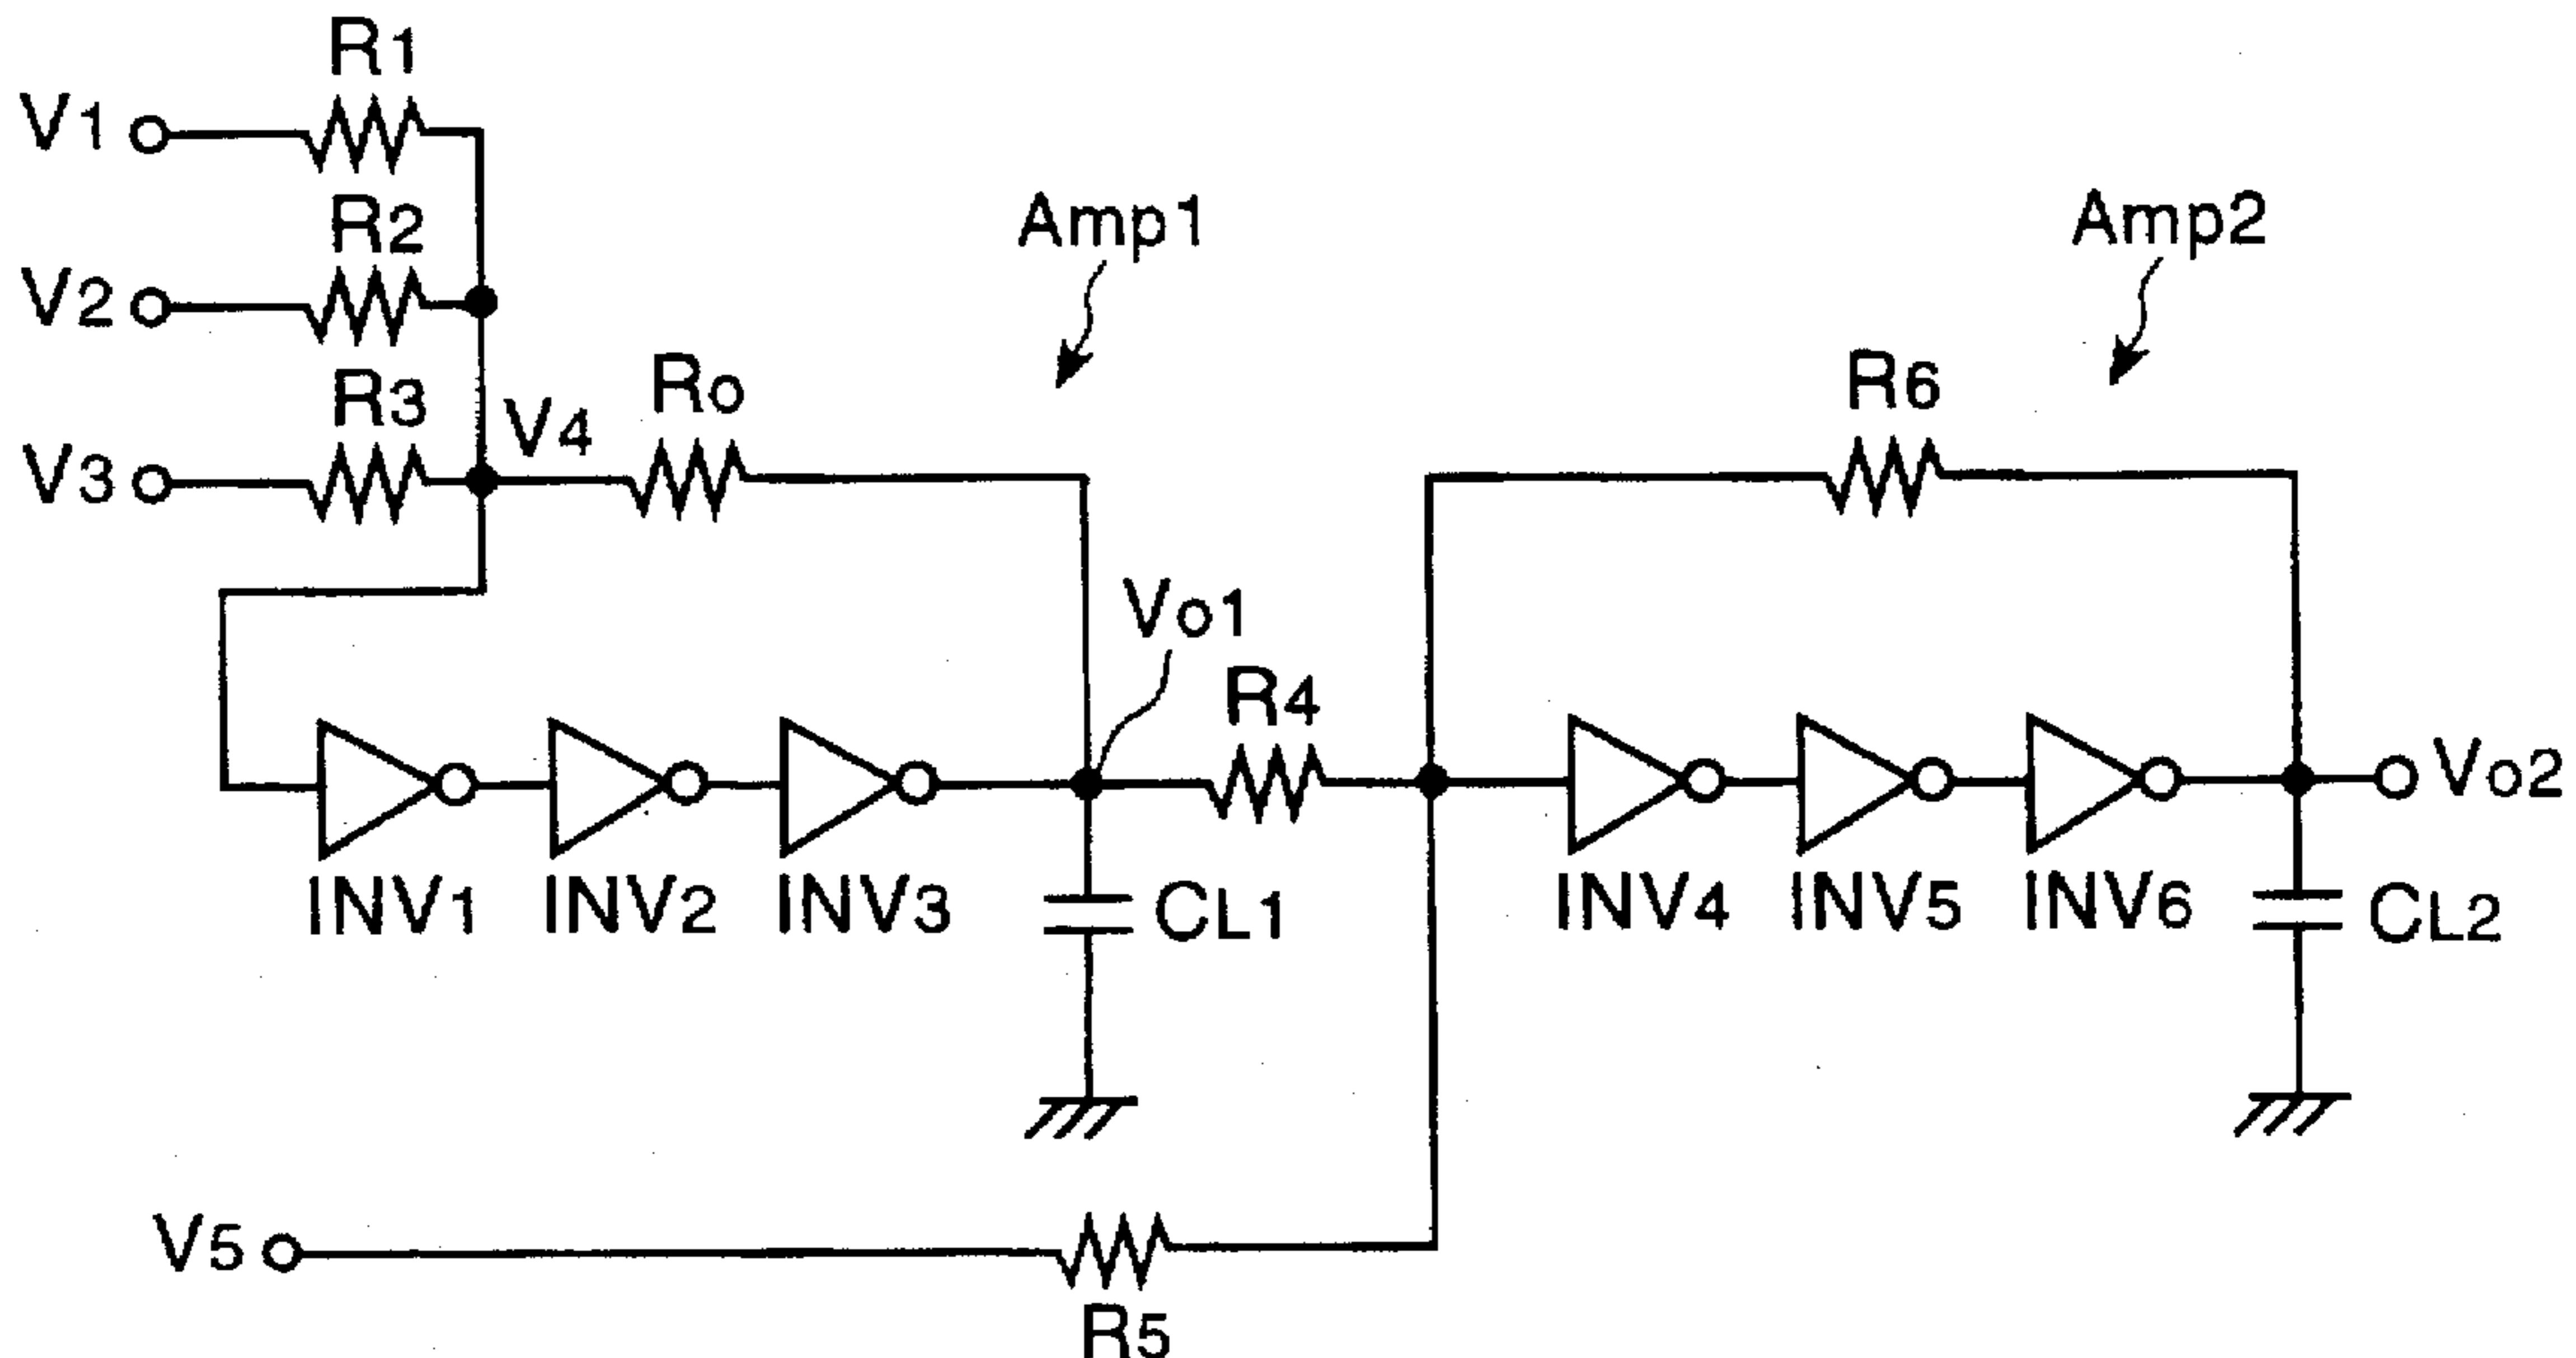 R1
V1
R2
V2
Amp1
Amp2
R3
V3
V4
Ro
R6
Vo1
R4
Vo2
INV1
INV2
INV3
CL1
INV4
INV5
INV6
CL2
V5
R5